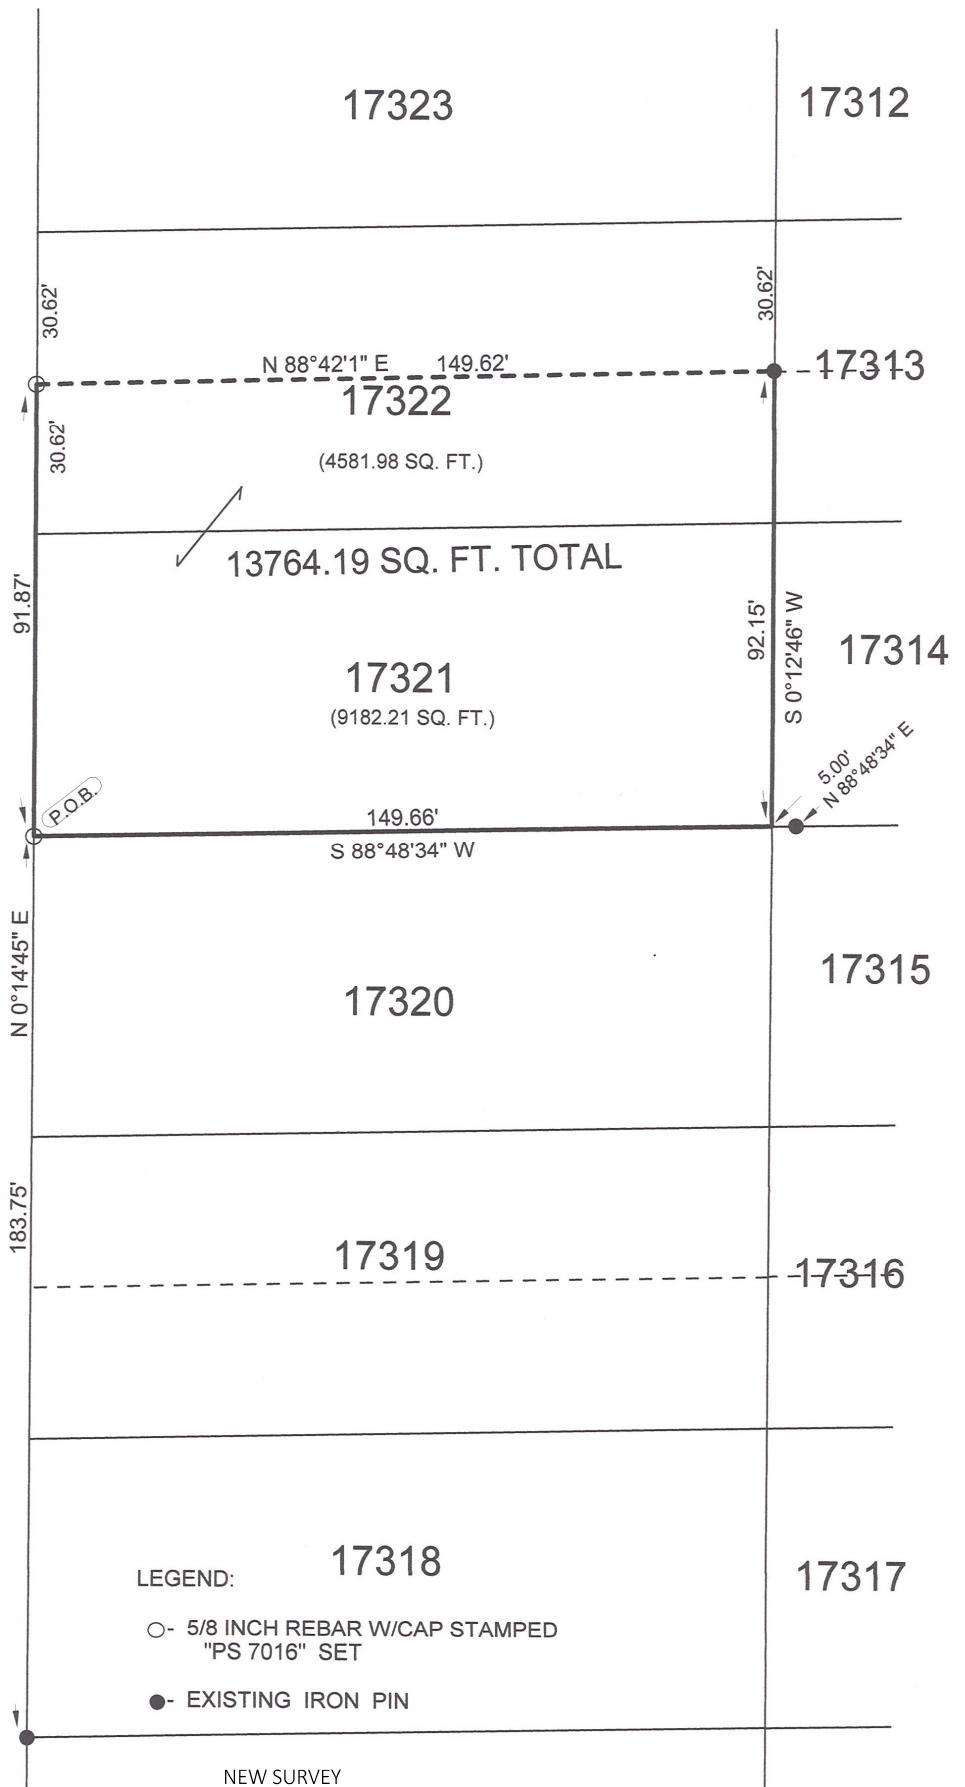 17323
17312
30.62'
30.62'
N 88°42'1" E 149.62'
17313
17322
30.62'
(4581.98 SQ. FT.)
13764.19 SQ. FT. TOTAL
91.87'
92.15'
S 0°12'46" W
17314
17321
(9182.21 SQ. FT.)
5.00'
N 88°48'34" E
P.O.B.
149.66'
S 88°48'34" W
N 0°14'45" E
17315
17320
183.75'
17319
17316
17318
17317
LEGEND:
5/8 INCH REBAR W/CAP STAMPED
"PS 7016" SET
EXISTING IRON PIN
NEW SURVEY